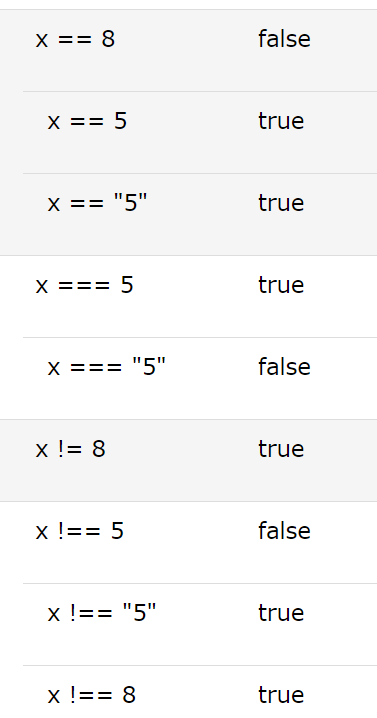 x == 8 false
x == 5 true
x == "5" true
x === 5 true
x === "5" false
x != 8 true
x !== 5 false
x !== "5" true
x !== 8 true